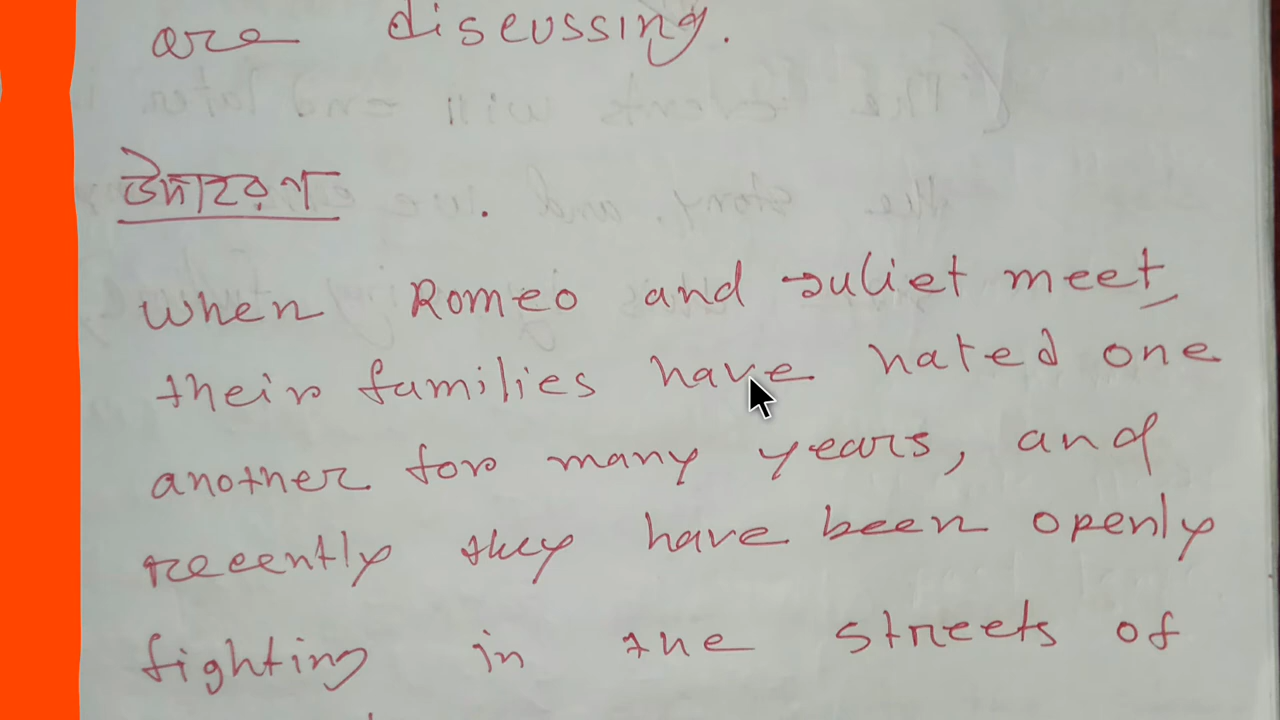 are discussing.
উদাহরণ
When Romeo and Juliet meet,
their families have hated one
another for many years, and
recently they have been openly
fighting in the streets of